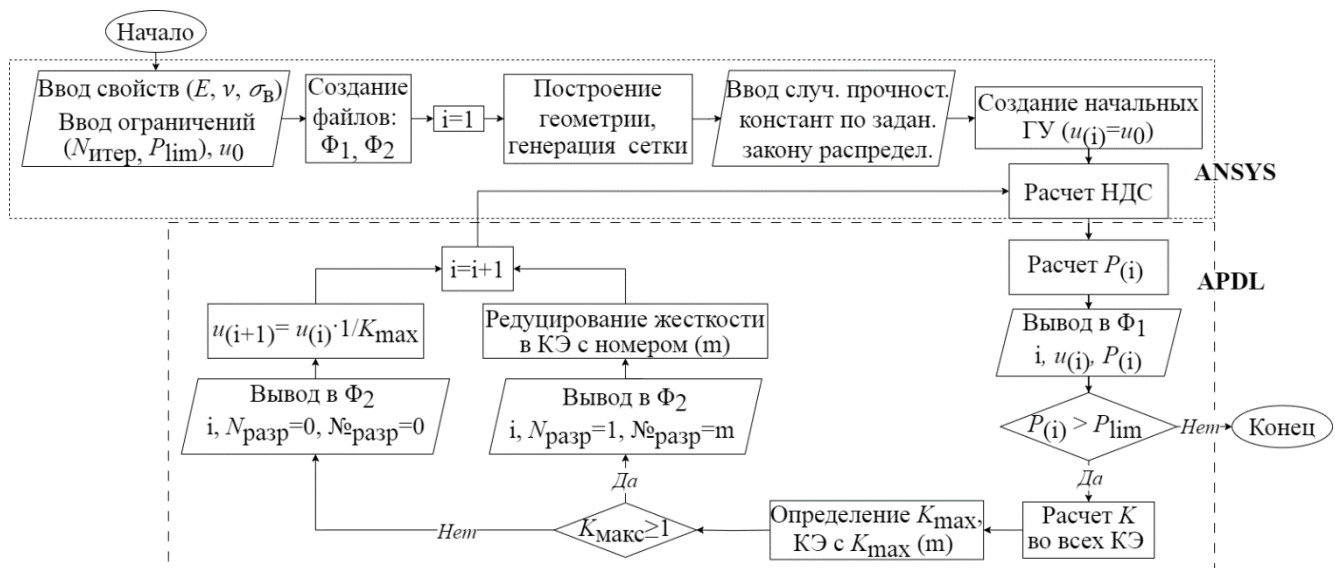 Начало
Ввод свойств (E, ν, σВ)
Ввод ограничений
(Nитер, Plim), u0
Создание
файлов:
Ф1, Ф2
i=1
Построение
геометрии,
генерация сетки
Ввод случ. прочност.
констант по задан.
закону распредел.
Создание начальных
ГУ (u(i)=u0)
ANSYS
Расчет НДС
Расчет P(i)
APDL
Вывод в Ф1
i, u(i), P(i)
P(i) > Plim
Нет
Конец
Да
Расчет K
во всех КЭ
Определение Kmax,
КЭ с Kmax (m)
Kмакс≥1
Да
Нет
Вывод в Ф2
i, Nразр=1, №разр=m
Редуцирование жесткости
в КЭ с номером (m)
Вывод в Ф2
i, Nразр=0, №разр=0
u(i+1)= u(i)·1/Kmax
i=i+1